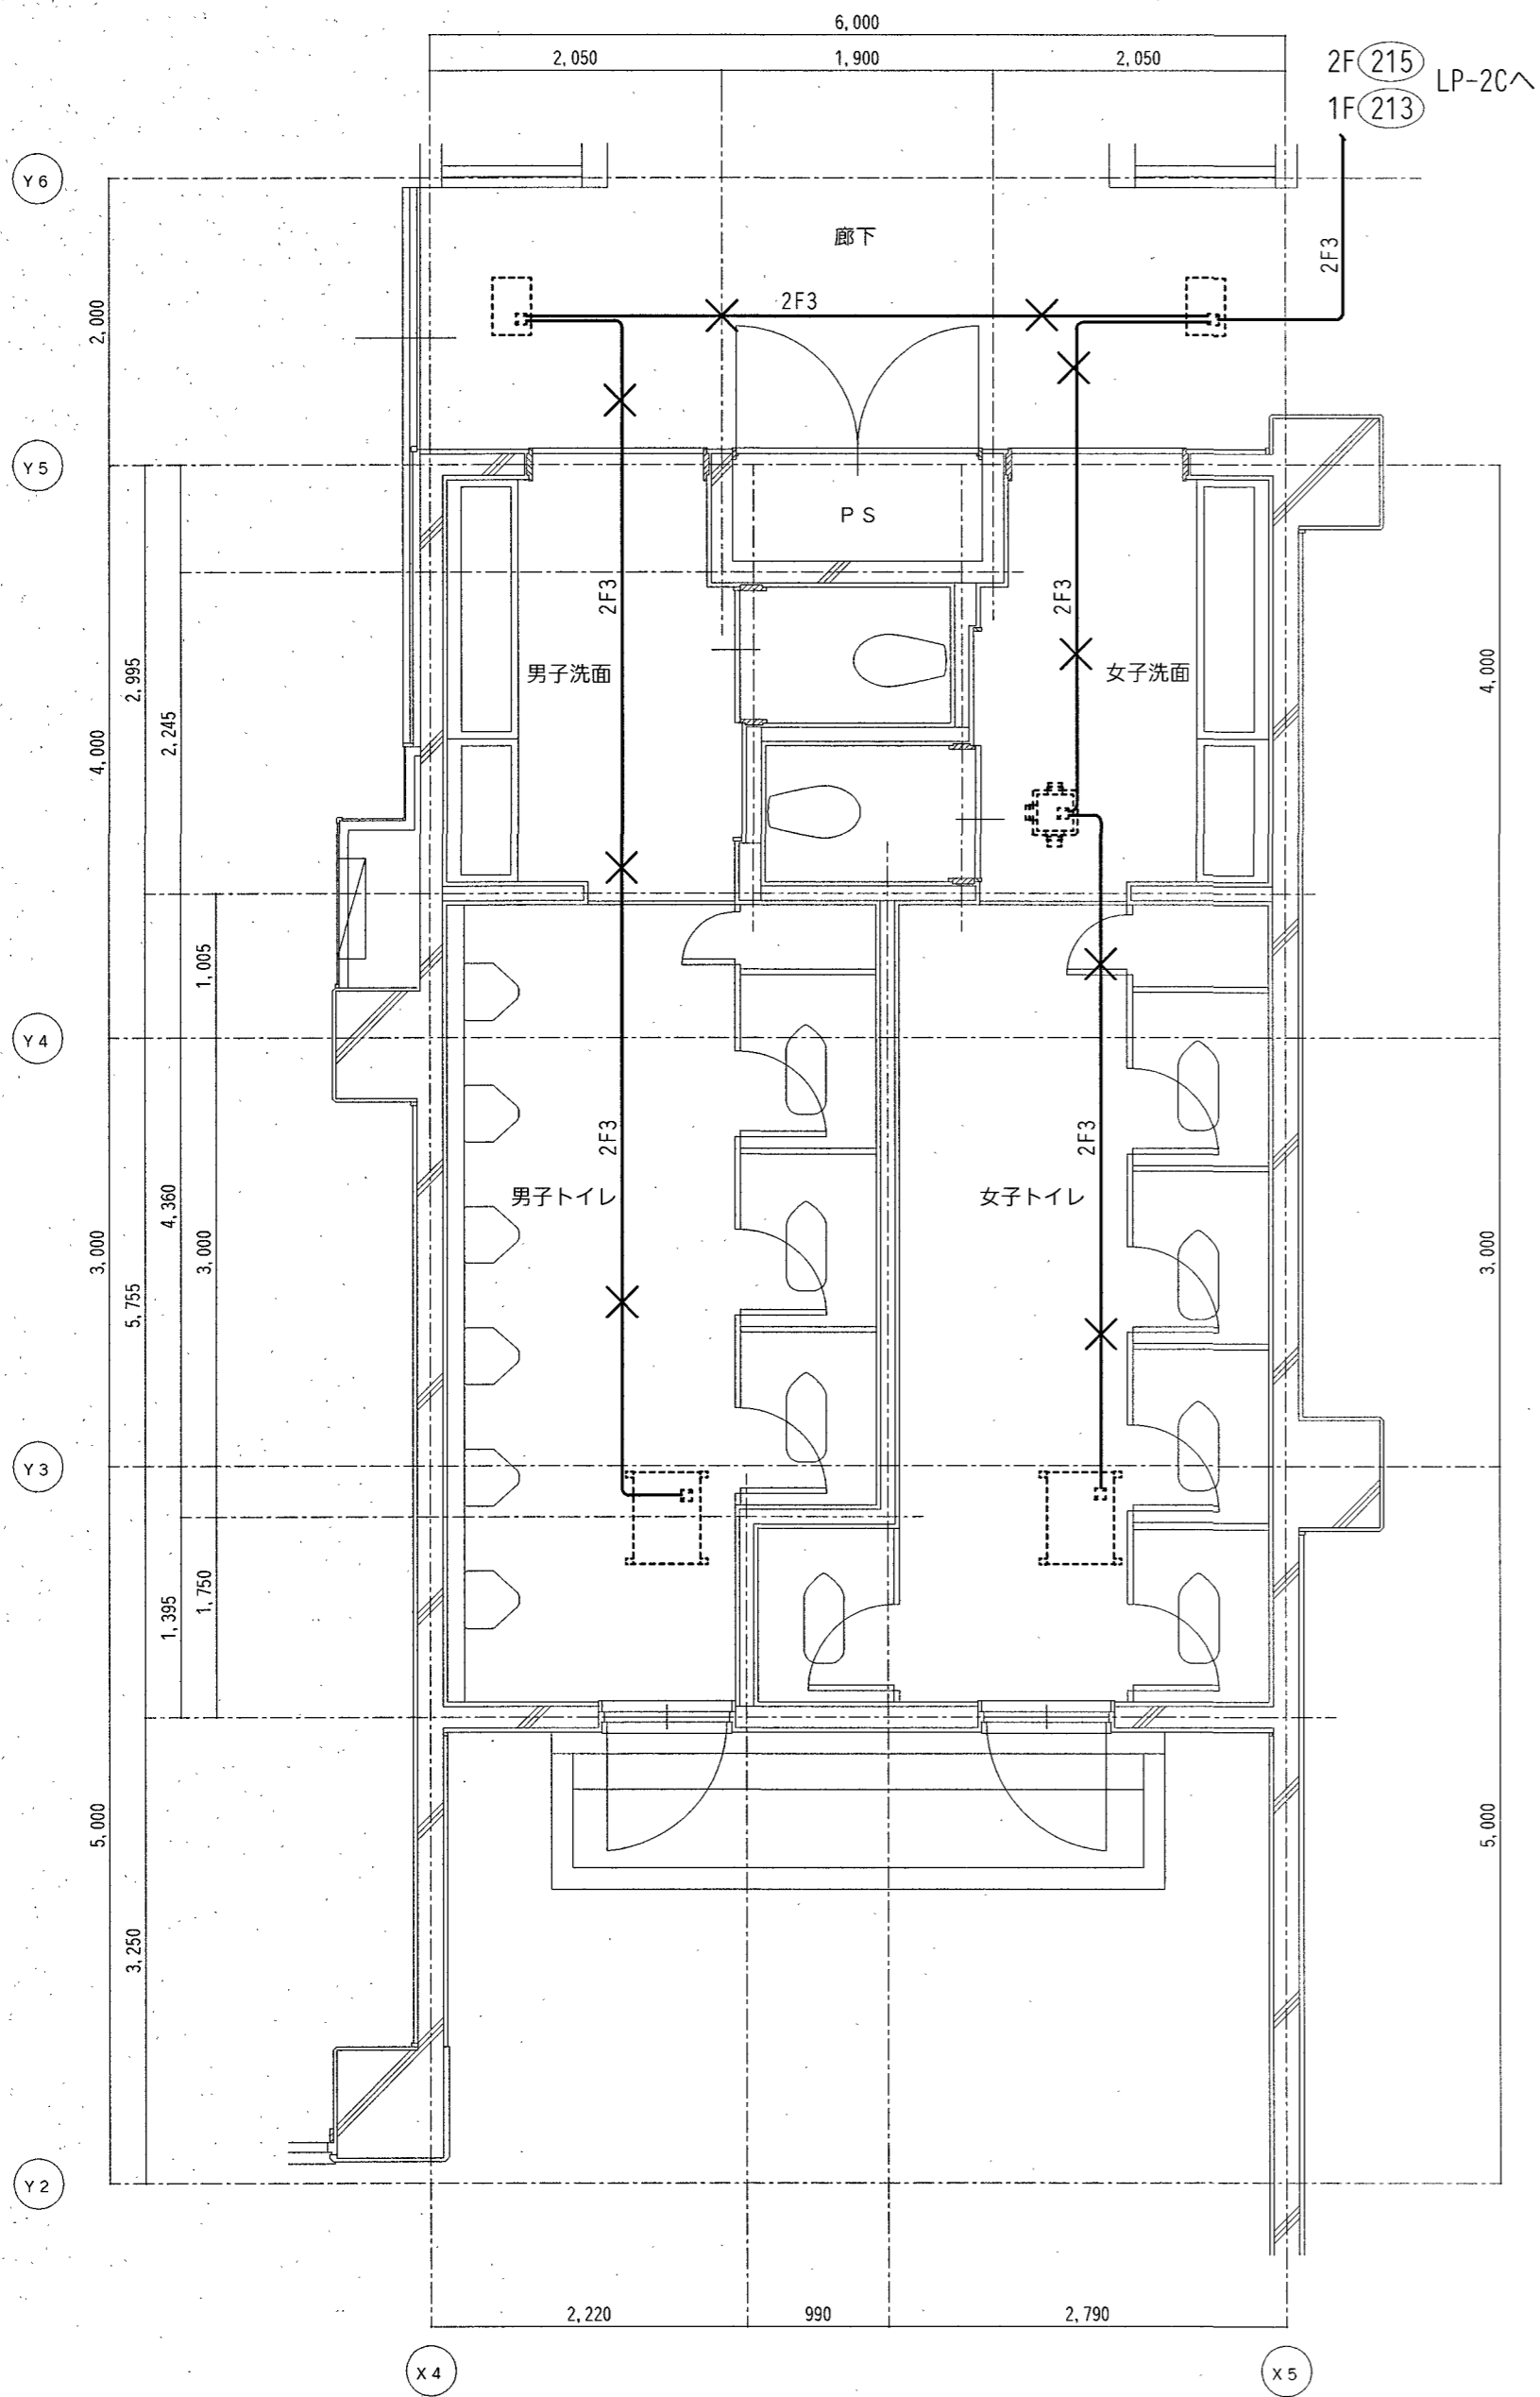 6,000
2,050
1,900
2,050
2F 215
LP-2Cへ
1F 213
Y6
2F3
廊下
2F3
2,000
Y5
PS
2F3
2F3
男子洗面
女子洗面
2,995
4,000
2,245
4,000
1,005
Y4
2F3
2F3
男子トイレ
女子トイレ
4,360
3,000
5,755
3,000
3,000
Y3
1,395
1,750
5,000
5,000
3,250
Y2
2,220
990
2,790
X4
X5